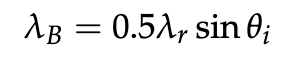 λ_B = 0.5λ_r sin θ_i